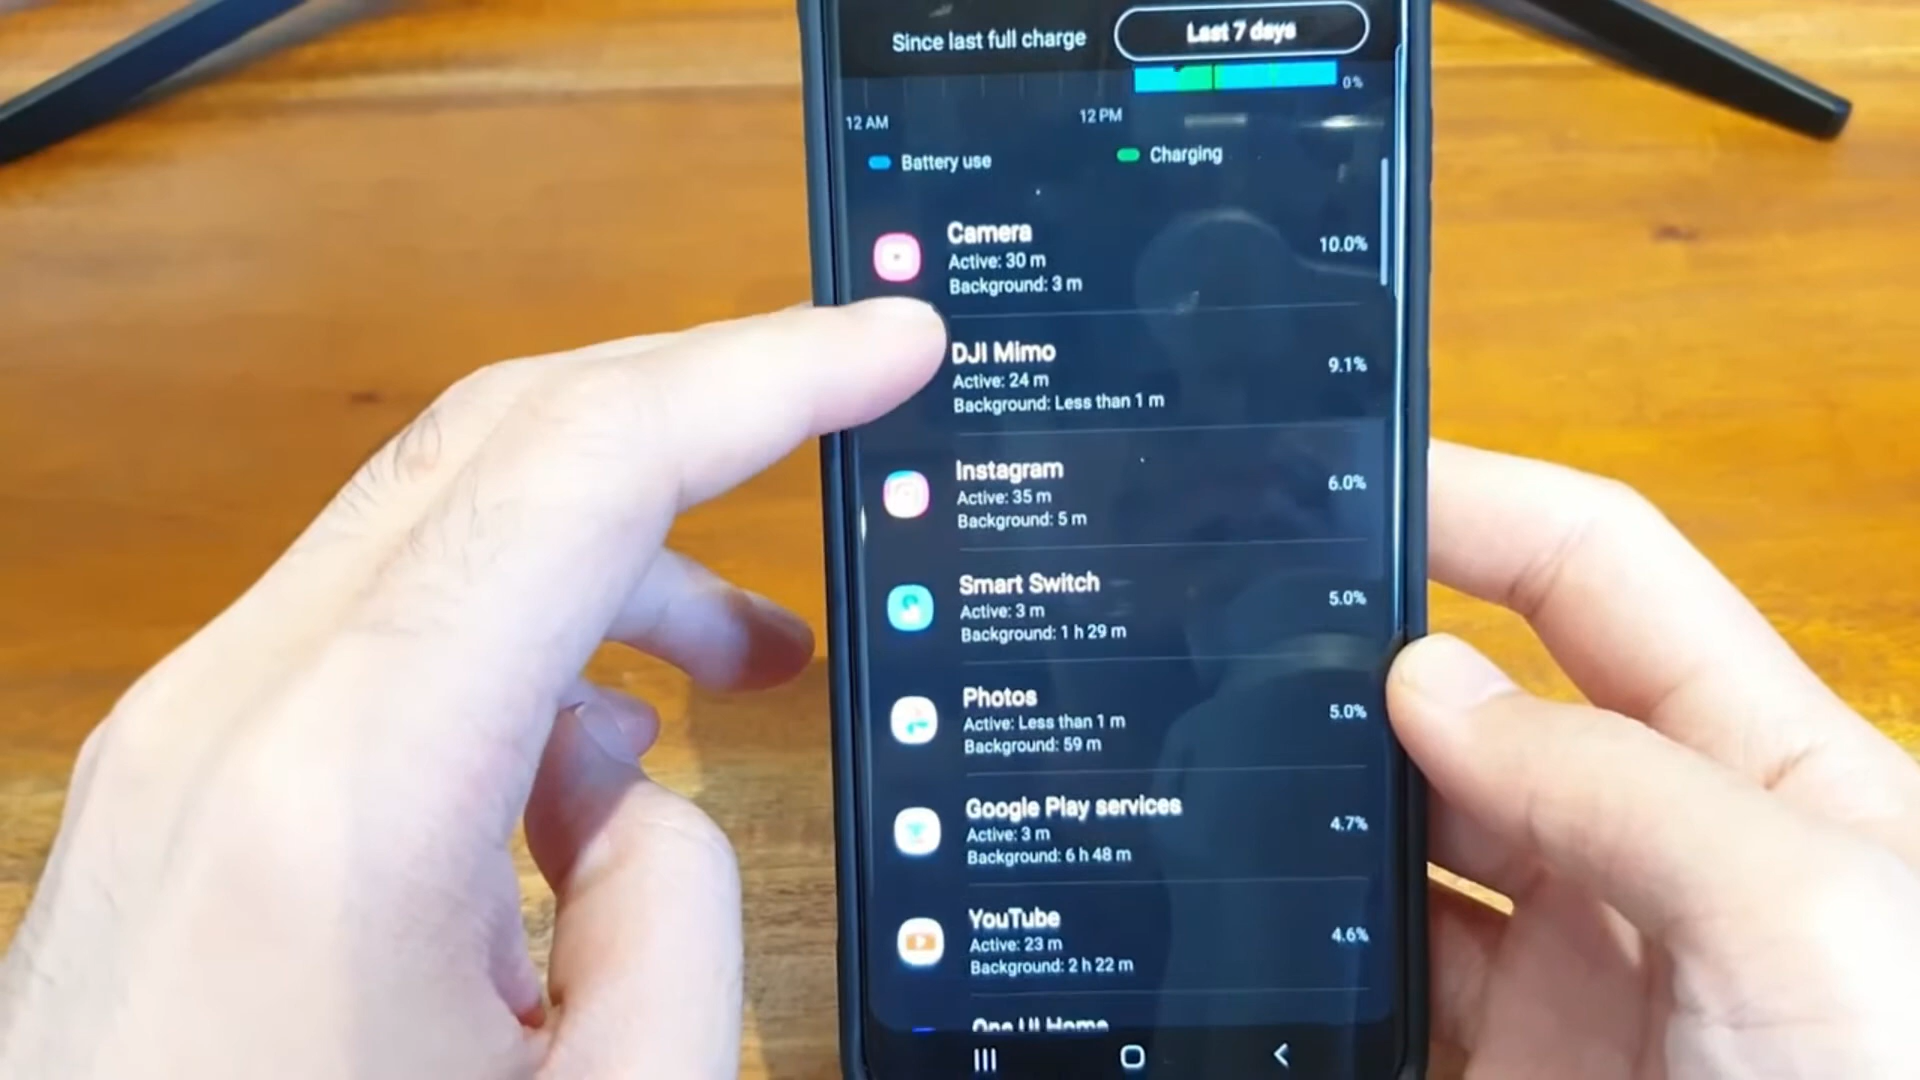 Since last full charge
Last 7 days
0%
12 AM
12 PM
Battery use
Charging
Camera
Active: 30 m
Background: 3 m
10.0%
DJI Mimo
Active: 24 m
Background: Less than 1 m
9.1%
Instagram
Active: 35 m
Background: 5 m
6.0%
Smart Switch
Active: 3 m
Background: 1 h 29 m
5.0%
Photos
Active: Less than 1 m
Background: 59 m
5.0%
Google Play services
Active: 3 m
Background: 6 h 48 m
4.7%
YouTube
Active: 23 m
Background: 2 h 22 m
4.6%
One UI Home